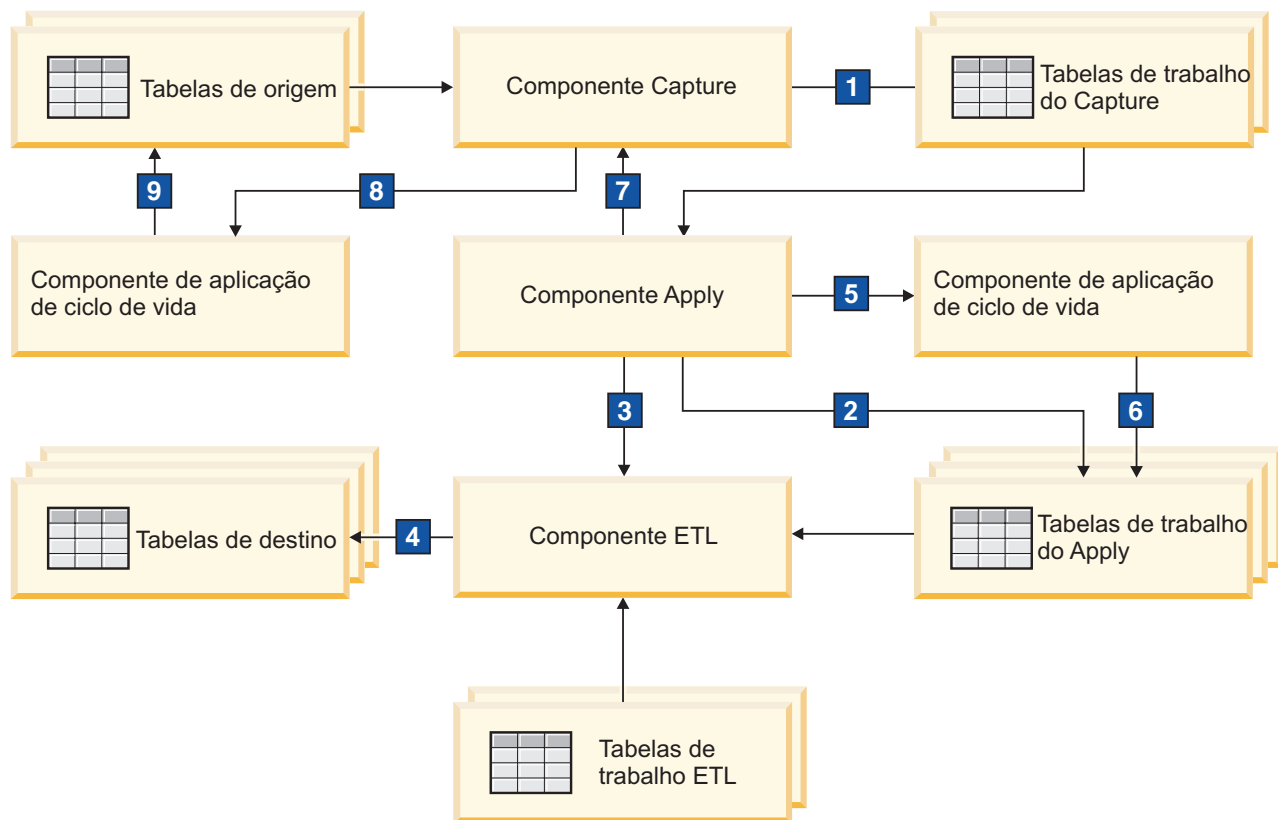 Tabelas de origem
Componente Capture
1
Tabelas de trabalho
do Capture
9
8
7
Componente de aplicação
de ciclo de vida
Componente Apply
5
Componente de aplicação
de ciclo de vida
3
2
6
Tabelas de destino
4
Componente ETL
Tabelas de trabalho
do Apply
Tabelas de
trabalho ETL